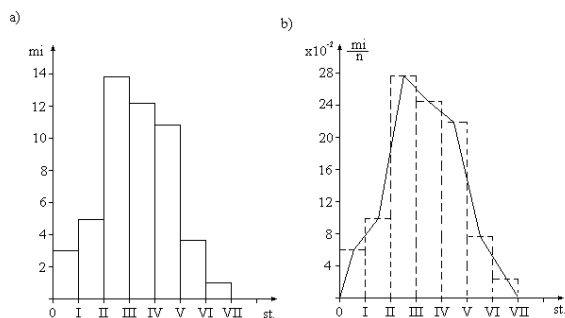 a)
mi
14
12
10
8
6
4
2
0 I II III IV V VI VII st.
b)
x10⁻² mi/n
28
24
20
16
12
8
4
0 I II III IV V VI VII st.